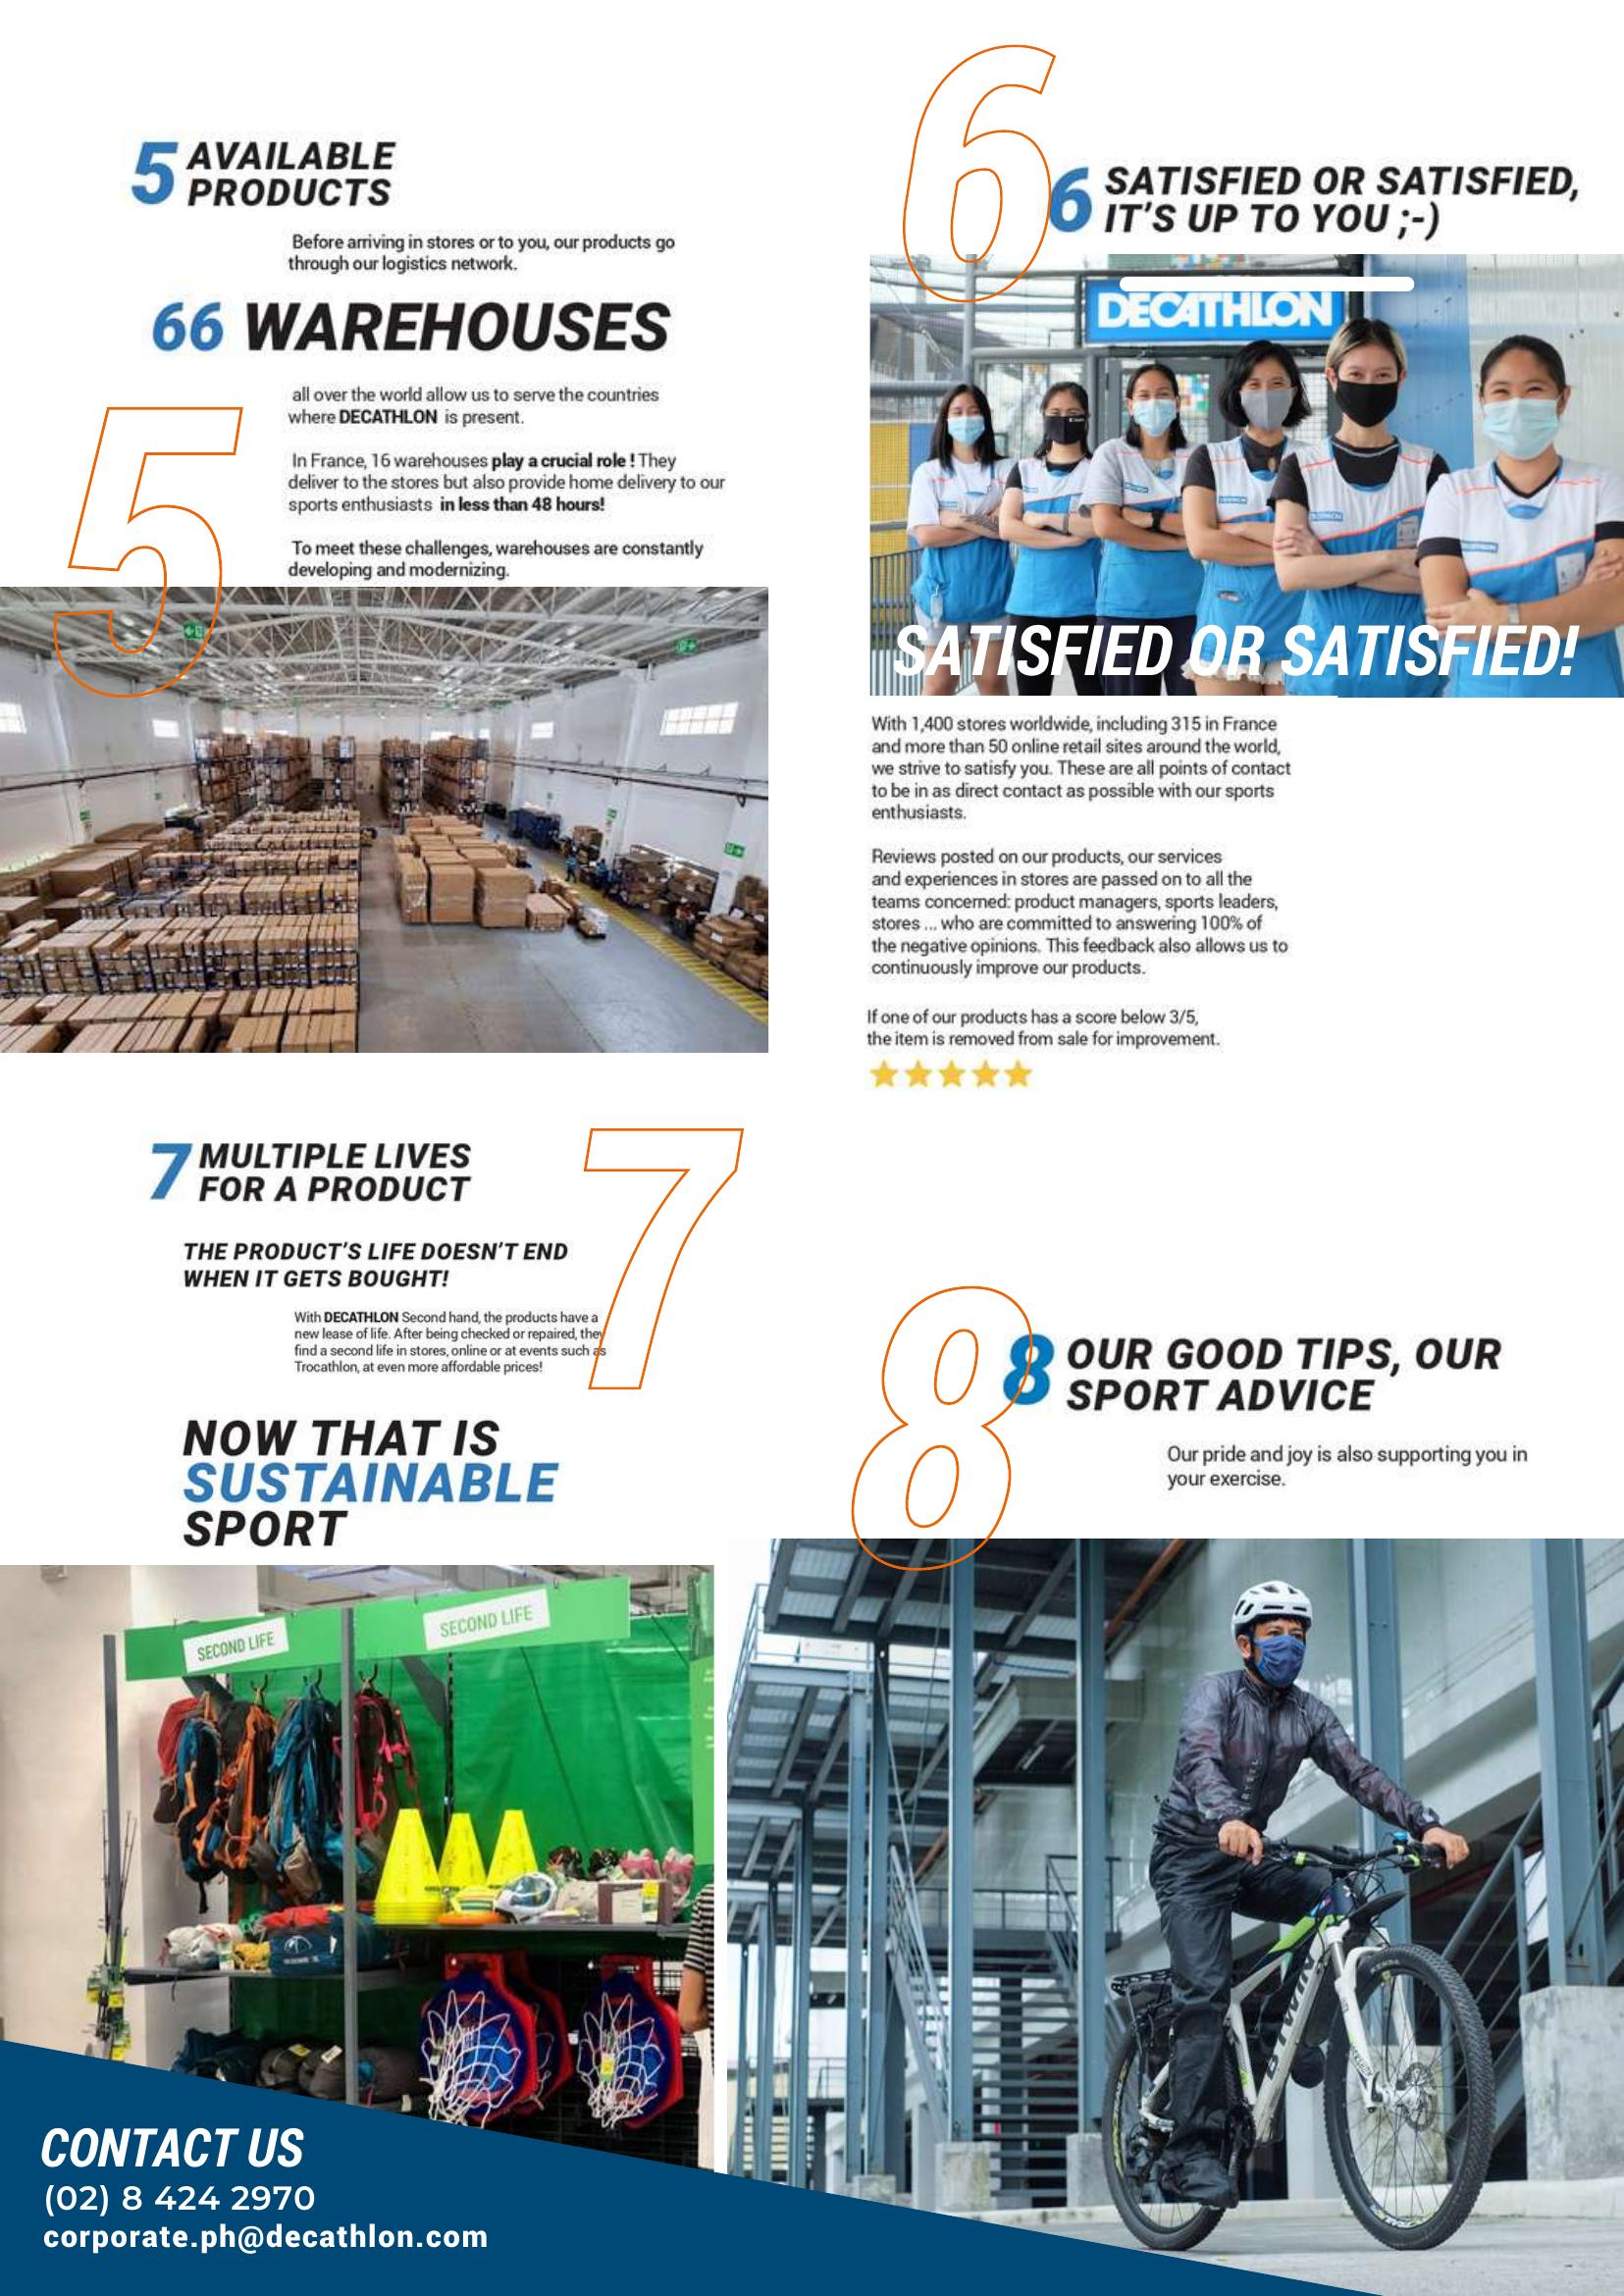 5 AVAILABLE
PRODUCTS
Before arriving in stores or to you, our products go
through our logistics network.
66 WAREHOUSES
all over the world allow us to serve the countries
where DECATHLON is present.
In France, 16 warehouses play a crucial role ! They
deliver to the stores but also provide home delivery to our
sports enthusiasts in less than 48 hours!
To meet these challenges, warehouses are constantly
developing and modernizing.
5
6
6 SATISFIED OR SATISFIED,
IT'S UP TO YOU ;-)
DECATHLON
SATISFIED OR SATISFIED!
With 1,400 stores worldwide, including 315 in France
and more than 50 online retail sites around the world,
we strive to satisfy you. These are all points of contact
to be in as direct contact as possible with our sports
enthusiasts.
Reviews posted on our products, our services
and experiences in stores are passed on to all the
teams concerned: product managers, sports leaders,
stores ... who are committed to answering 100% of
the negative opinions. This feedback also allows us to
continuously improve our products.
If one of our products has a score below 3/5,
the item is removed from sale for improvement.
7 MULTIPLE LIVES
FOR A PRODUCT
7
THE PRODUCT'S LIFE DOESN'T END
WHEN IT GETS BOUGHT!
With DECATHLON Second hand, the products have a
new lease of life. After being checked or repaired, they
find a second life in stores, online or at events such as
Trocathlon, at even more affordable prices!
NOW THAT IS
SUSTAINABLE
SPORT
SECOND LIFE
SECOND LIFE
8
8 OUR GOOD TIPS, OUR
SPORT ADVICE
Our pride and joy is also supporting you in
your exercise.
B'TWIN
CONTACT US
(02) 8 424 2970
corporate.ph@decathlon.com